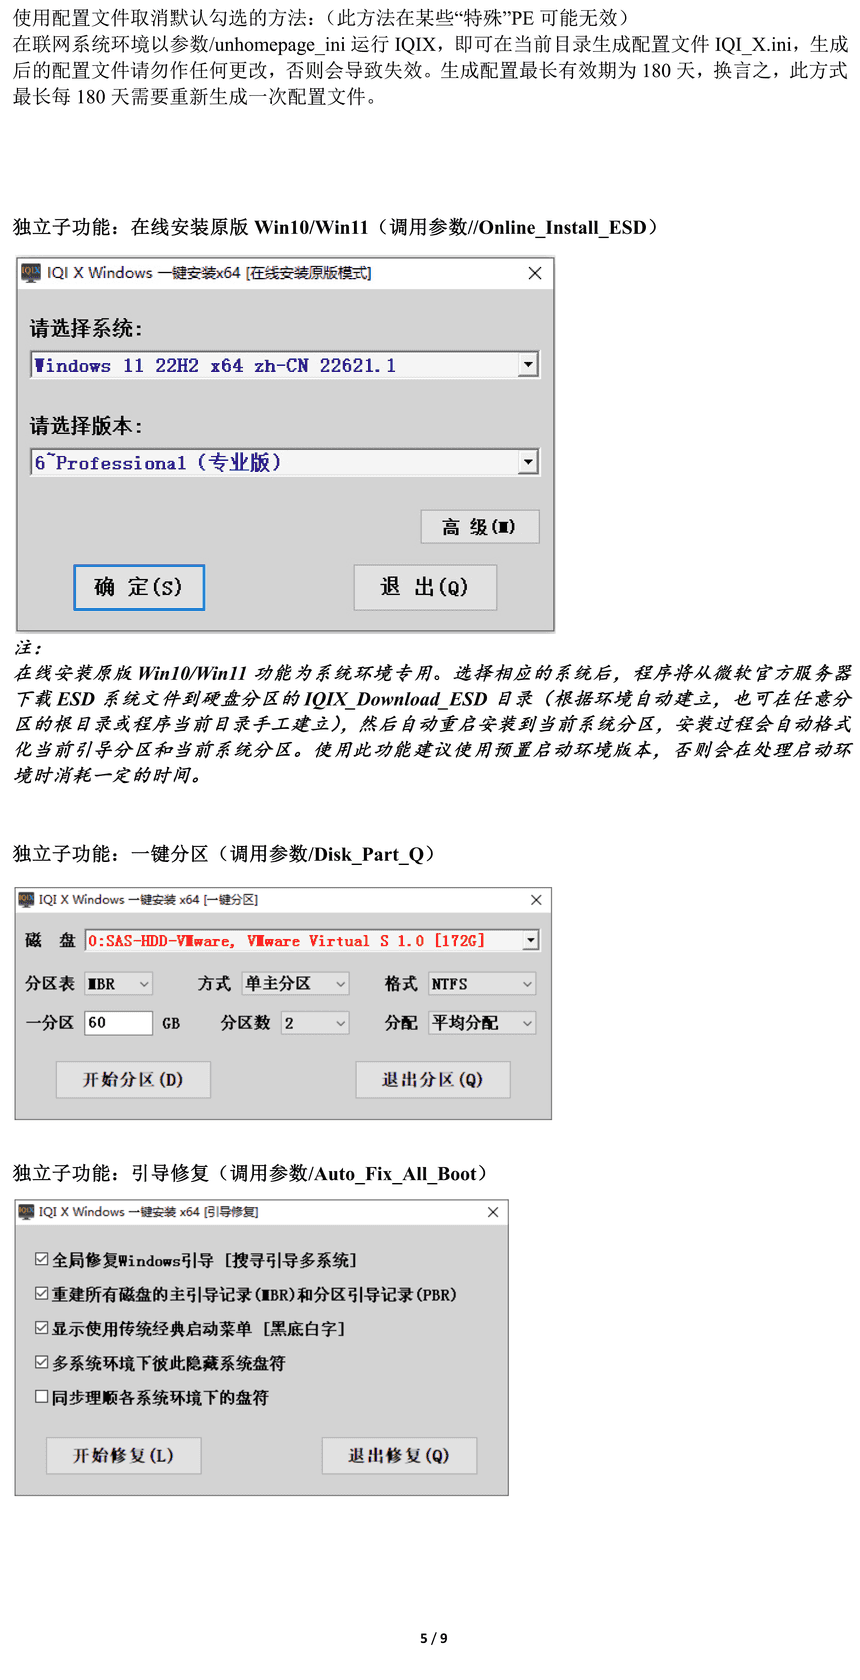 使用配置文件取消默认勾选的方法：（此方法在某些“特殊”PE 可能无效）
在联网系统环境以参数/unhomepage_ini 运行 IQIX，即可在当前目录生成配置文件 IQI_X.ini，生成
后的配置文件请勿作任何更改，否则会导致失效。生成配置最长有效期为 180 天，换言之，此方式
最长每 180 天需要重新生成一次配置文件。
独立子功能：在线安装原版 Win10/Win11（调用参数//Online_Install_ESD）
IQIX IQI X Windows 一键安装x64 [在线安装原版模式]
请选择系统:
Windows 11 22H2 x64 zh-CN 22621.1
请选择版本:
6~Professional（专业版）
高 级(M)
确 定(S) 退 出(Q)
注：
在线安装原版 Win10/Win11 功能为系统环境专用。选择相应的系统后，程序将从微软官方服务器
下载 ESD 系统文件到硬盘分区的 IQIX_Download_ESD 目录（根据环境自动建立，也可在任意分
区的根目录或程序当前目录手工建立），然后自动重启安装到当前系统分区，安装过程会自动格式
化当前引导分区和当前系统分区。使用此功能建议使用预置启动环境版本，否则会在处理启动环
境时消耗一定的时间。
独立子功能：一键分区（调用参数/Disk_Part_Q）
IQIX IQI X Windows 一键安装 x64 [一键分区]
磁 盘 0:SAS-HDD-VMware, VMware Virtual S 1.0 [172G]
分区表 MBR 方式 单主分区 格式 NTFS
一分区 60 GB 分区数 2 分配 平均分配
开始分区(D) 退出分区(Q)
独立子功能：引导修复（调用参数/Auto_Fix_All_Boot）
IQIX IQI X Windows 一键安装 x64 [引导修复]
全局修复Windows引导 [搜寻引导多系统]
重建所有磁盘的主引导记录(MBR)和分区引导记录(PBR)
显示使用传统经典启动菜单 [黑底白字]
多系统环境下彼此隐藏系统盘符
同步理顺各系统环境下的盘符
开始修复(L) 退出修复(Q)
5 / 9